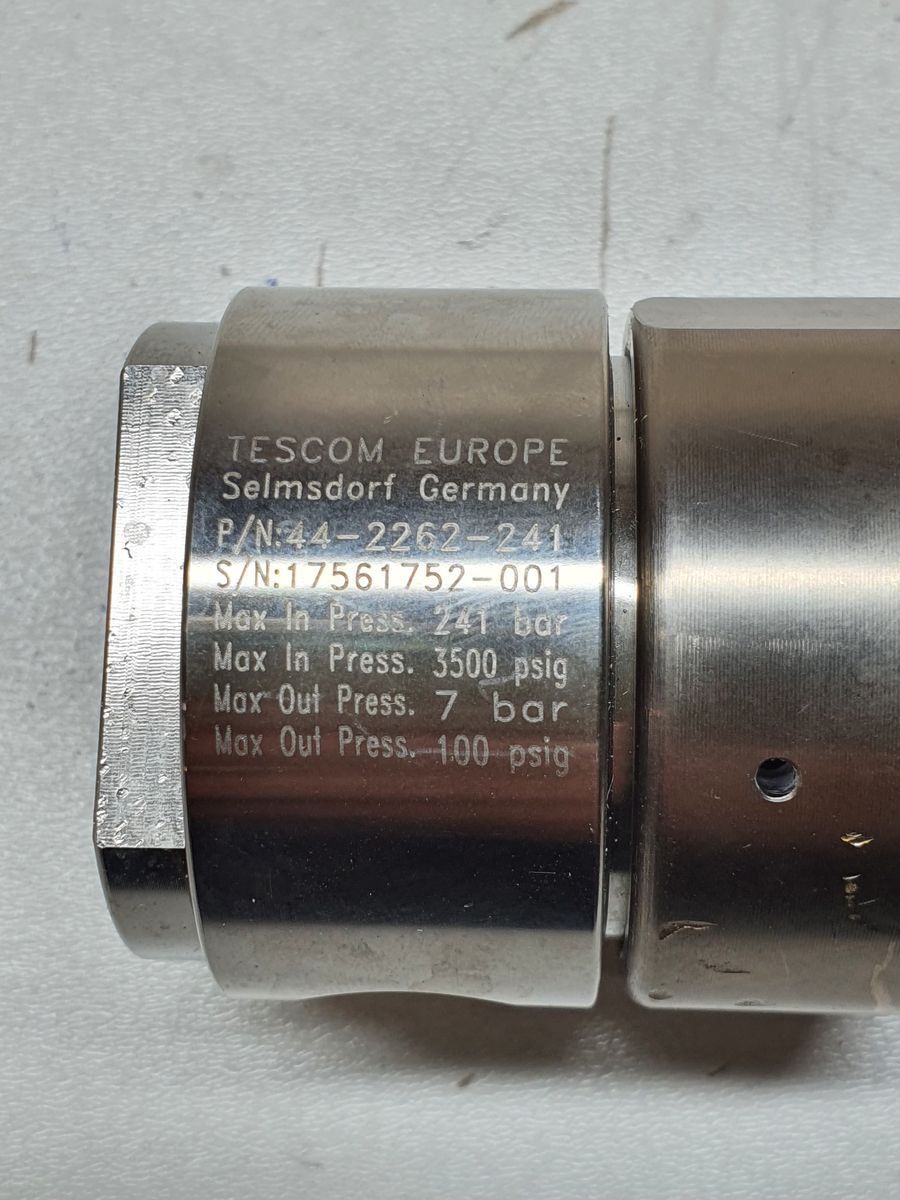 TESCOM EUROPE
Selmsdorf Germany
P/N:44-2262-241
S/N:17561752-001
Max In Press. 241 bar
Max In Press. 3500 psig
Max Out Press. 7 bar
Max Out Press. 100 psig